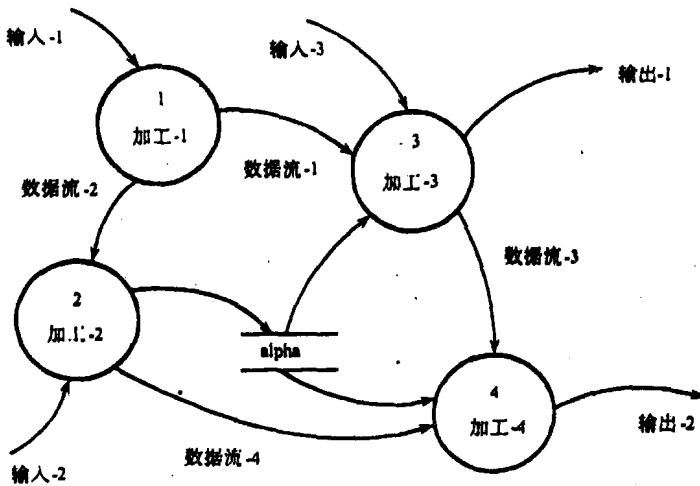 输入-1
输入-3
输出-1
1
加工-1
3
加工-3
数据流-1
数据流-2
数据流-3
2
加工-2
alpha
4
加工-4
输出-2
数据流-4
输入-2